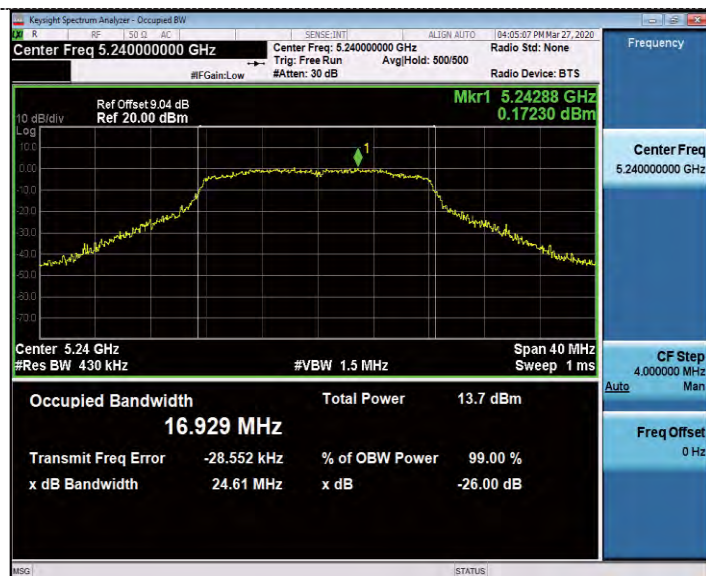 Keysight Spectrum Analyzer - Occupied BW
R RF 50 Ω AC SENSE:INT ALIGN AUTO 04:05:07 PM Mar 27, 2020
Center Freq 5.240000000 GHz
Center Freq: 5.240000000 GHz
Radio Std: None
Trig: Free Run Avg|Hold: 500/500
#IFGain:Low #Atten: 30 dB Radio Device: BTS
Frequency
Ref Offset 9.04 dB
10 dB/div Ref 20.00 dBm
Mkr1 5.24288 GHz
0.17230 dBm
Log
10.0
0.00
-10.0
-20.0
-30.0
-40.0
-50.0
-60.0
-70.0
1
Center 5.24 GHz Span 40 MHz
#Res BW 430 kHz #VBW 1.5 MHz Sweep 1 ms
Occupied Bandwidth Total Power 13.7 dBm
16.929 MHz
Transmit Freq Error -28.552 kHz % of OBW Power 99.00 %
x dB Bandwidth 24.61 MHz x dB -26.00 dB
Center Freq
5.240000000 GHz
CF Step
4.000000 MHz
Auto Man
Freq Offset
0 Hz
MSG STATUS